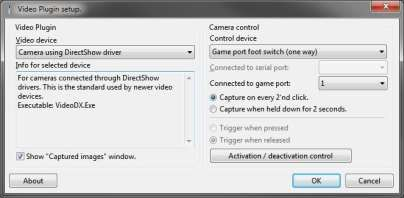 Video Plugin setup.
Video Plugin
Video device
Camera using DirectShow driver
Info for selected device
For cameras connected through DirectShow
drivers. This is the standard used by newer video
devices.
Executable: VideoDX.Exe
Show "Captured images" window.
Camera control
Control device
Game port foot switch (one way)
Connected to serial port:
Connected to game port:
1
Capture on every 2'nd click.
Capture when held down for 2 seconds.
Trigger when pressed
Trigger when released
Activation / deactivation control
About
OK
Cancel